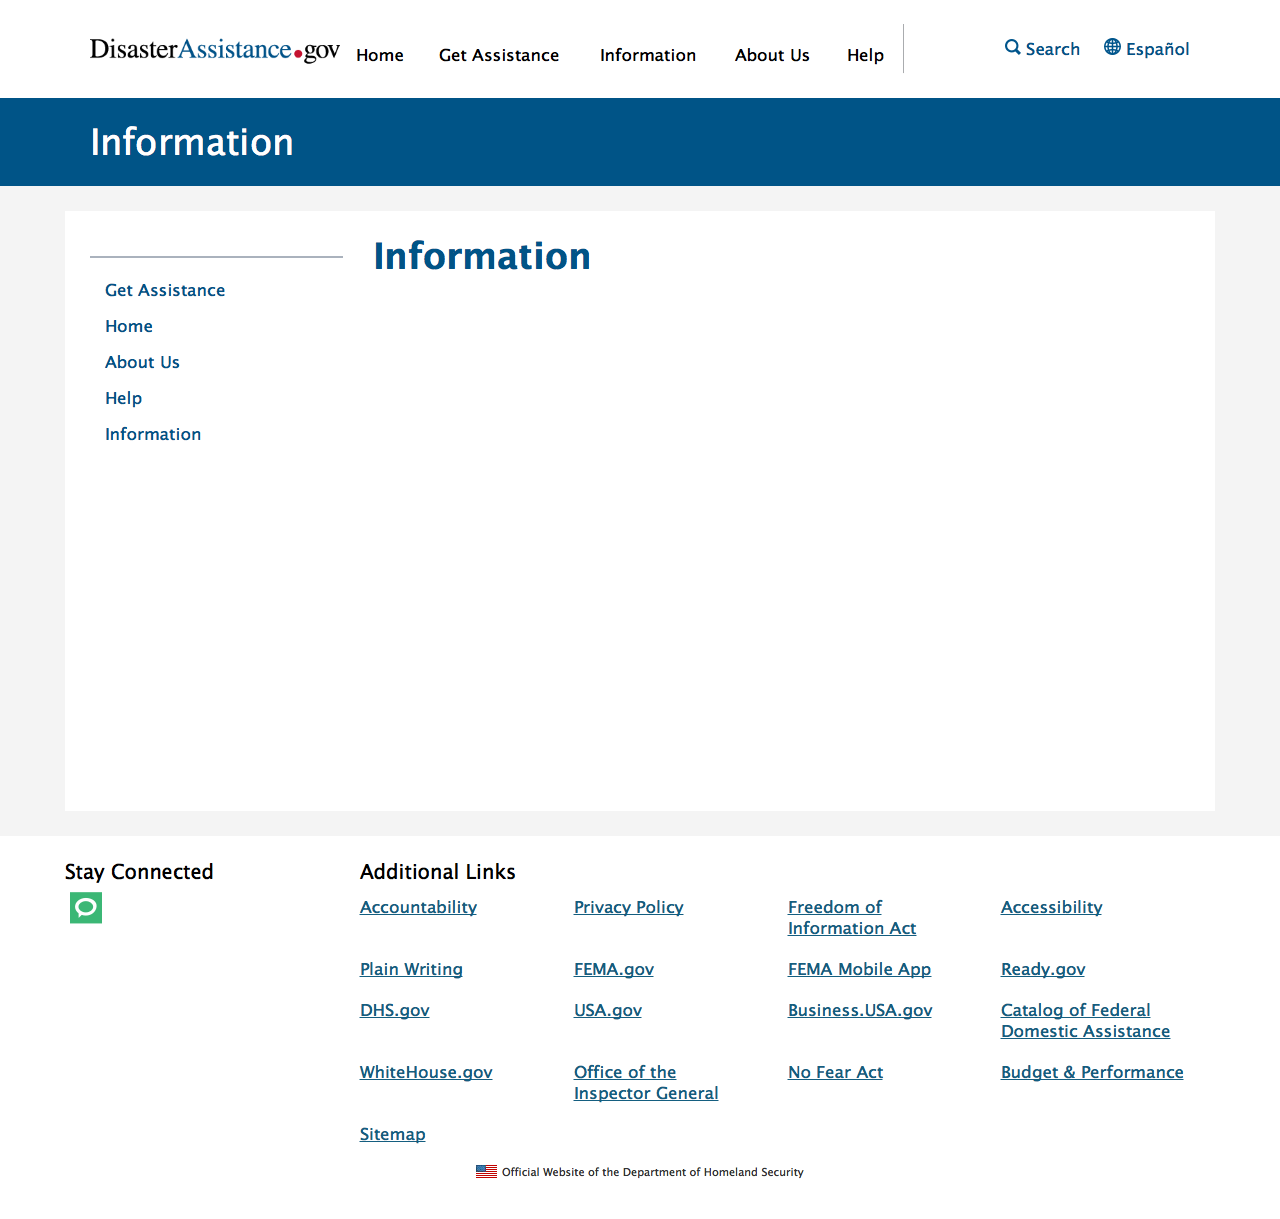 DisasterAssistance.gov Home Get Assistance Information About Us Help Search Español
Information
Information
Get Assistance
Home
About Us
Help
Information
Stay Connected
Additional Links
Accountability Privacy Policy Freedom of Accessibility
Information Act
Plain Writing FEMA.gov FEMA Mobile App Ready.gov
DHS.gov USA.gov Business.USA.gov Catalog of Federal
Domestic Assistance
WhiteHouse.gov Office of the No Fear Act Budget & Performance
Inspector General
Sitemap
Official Website of the Department of Homeland Security